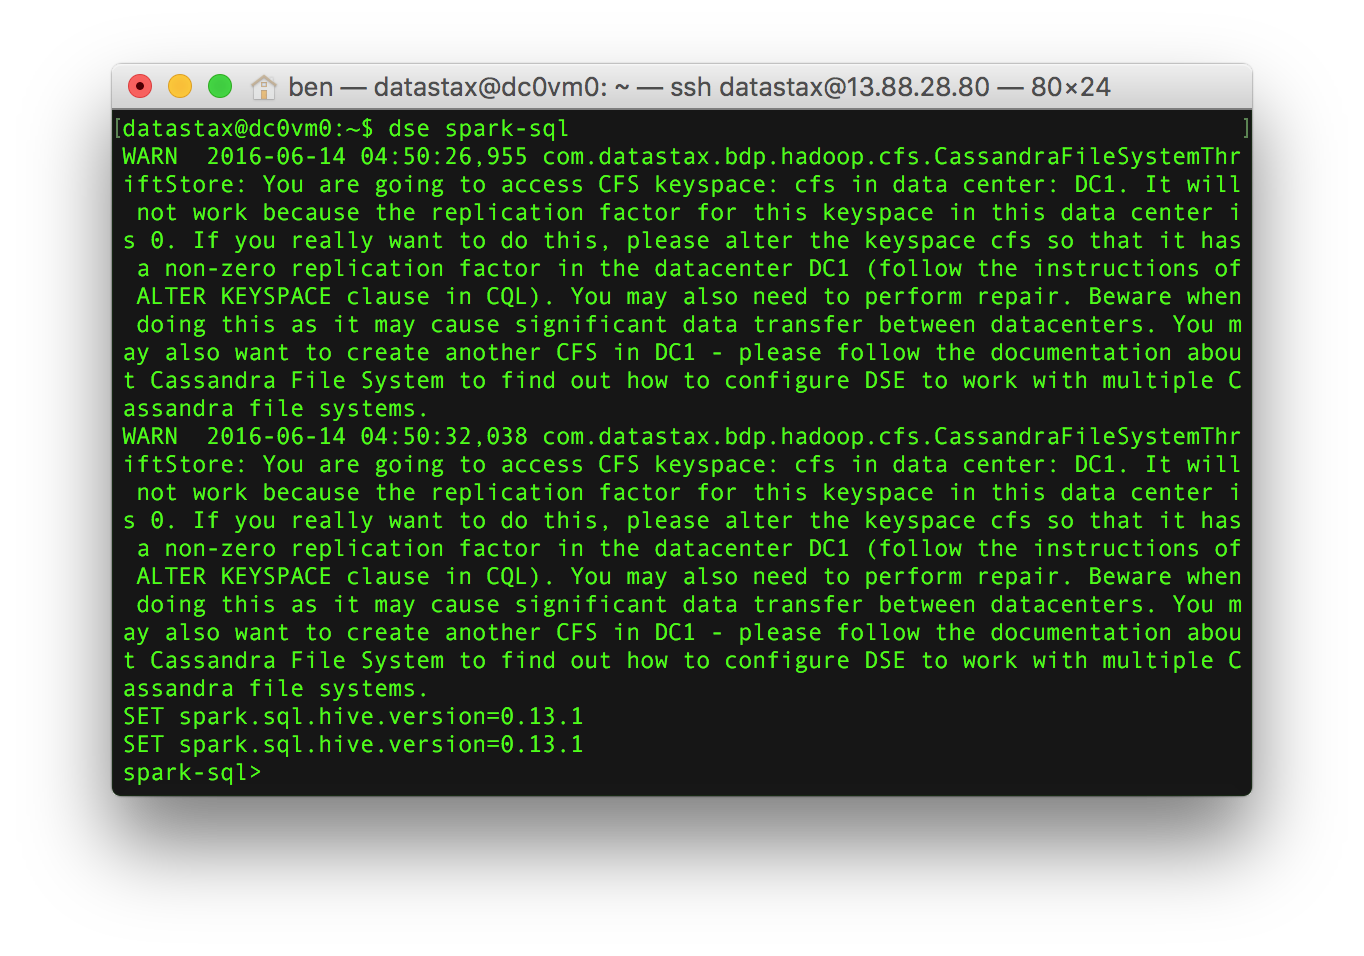 ben — datastax@dc0vm0: ~ — ssh datastax@13.88.28.80 — 80×24
[datastax@dc0vm0:~$ dse spark-sql ]
WARN  2016-06-14 04:50:26,955 com.datastax.bdp.hadoop.cfs.CassandraFileSystemThr
iftStore: You are going to access CFS keyspace: cfs in data center: DC1. It will
 not work because the replication factor for this keyspace in this data center i
s 0. If you really want to do this, please alter the keyspace cfs so that it has
 a non-zero replication factor in the datacenter DC1 (follow the instructions of
 ALTER KEYSPACE clause in CQL). You may also need to perform repair. Beware when
 doing this as it may cause significant data transfer between datacenters. You m
ay also want to create another CFS in DC1 - please follow the documentation abou
t Cassandra File System to find out how to configure DSE to work with multiple C
assandra file systems.
WARN  2016-06-14 04:50:32,038 com.datastax.bdp.hadoop.cfs.CassandraFileSystemThr
iftStore: You are going to access CFS keyspace: cfs in data center: DC1. It will
 not work because the replication factor for this keyspace in this data center i
s 0. If you really want to do this, please alter the keyspace cfs so that it has
 a non-zero replication factor in the datacenter DC1 (follow the instructions of
 ALTER KEYSPACE clause in CQL). You may also need to perform repair. Beware when
 doing this as it may cause significant data transfer between datacenters. You m
ay also want to create another CFS in DC1 - please follow the documentation abou
t Cassandra File System to find out how to configure DSE to work with multiple C
assandra file systems.
SET spark.sql.hive.version=0.13.1
SET spark.sql.hive.version=0.13.1
spark-sql>